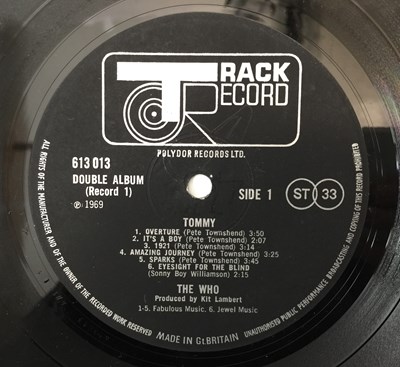 TRACK
RECORD
POLYDOR RECORDS LTD.
613 013
DOUBLE ALBUM
(Record 1)
℗ 1969
SIDE 1
ST 33
TOMMY
1. OVERTURE (Pete Townshend) 3:50
2. IT'S A BOY (Pete Townshend) 2:07
3. 1921 (Pete Townshend) 3:14
4. AMAZING JOURNEY (Pete Townshend) 3:25
5. SPARKS (Pete Townshend) 3:45
6. EYESIGHT FOR THE BLIND
(Sonny Boy Williamson) 2:15
THE WHO
Produced by Kit Lambert
1-5. Fabulous Music. 6. Jewel Music
MADE IN Gt.BRITAIN
ALL RIGHTS OF THE MANUFACTURER AND OF THE OWNER OF THE RECORDED WORK RESERVED
UNAUTHORISED PUBLIC PERFORMANCE BROADCASTING AND COPYING OF THIS RECORD PROHIBITED